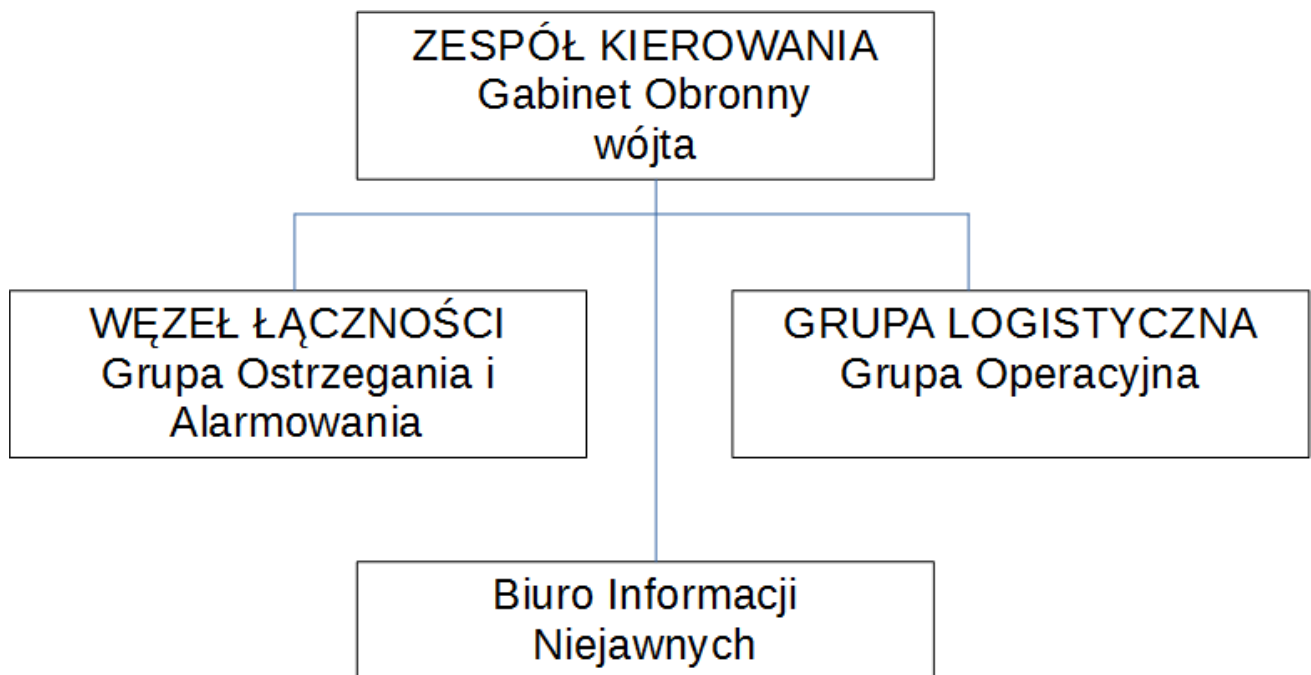 ZESPÓŁ KIEROWANIA
Gabinet Obronny
wójta
WĘZEŁ ŁĄCZNOŚCI
Grupa Ostrzegania i
Alarmowania
GRUPA LOGISTYCZNA
Grupa Operacyjna
Biuro Informacji
Niejawnych